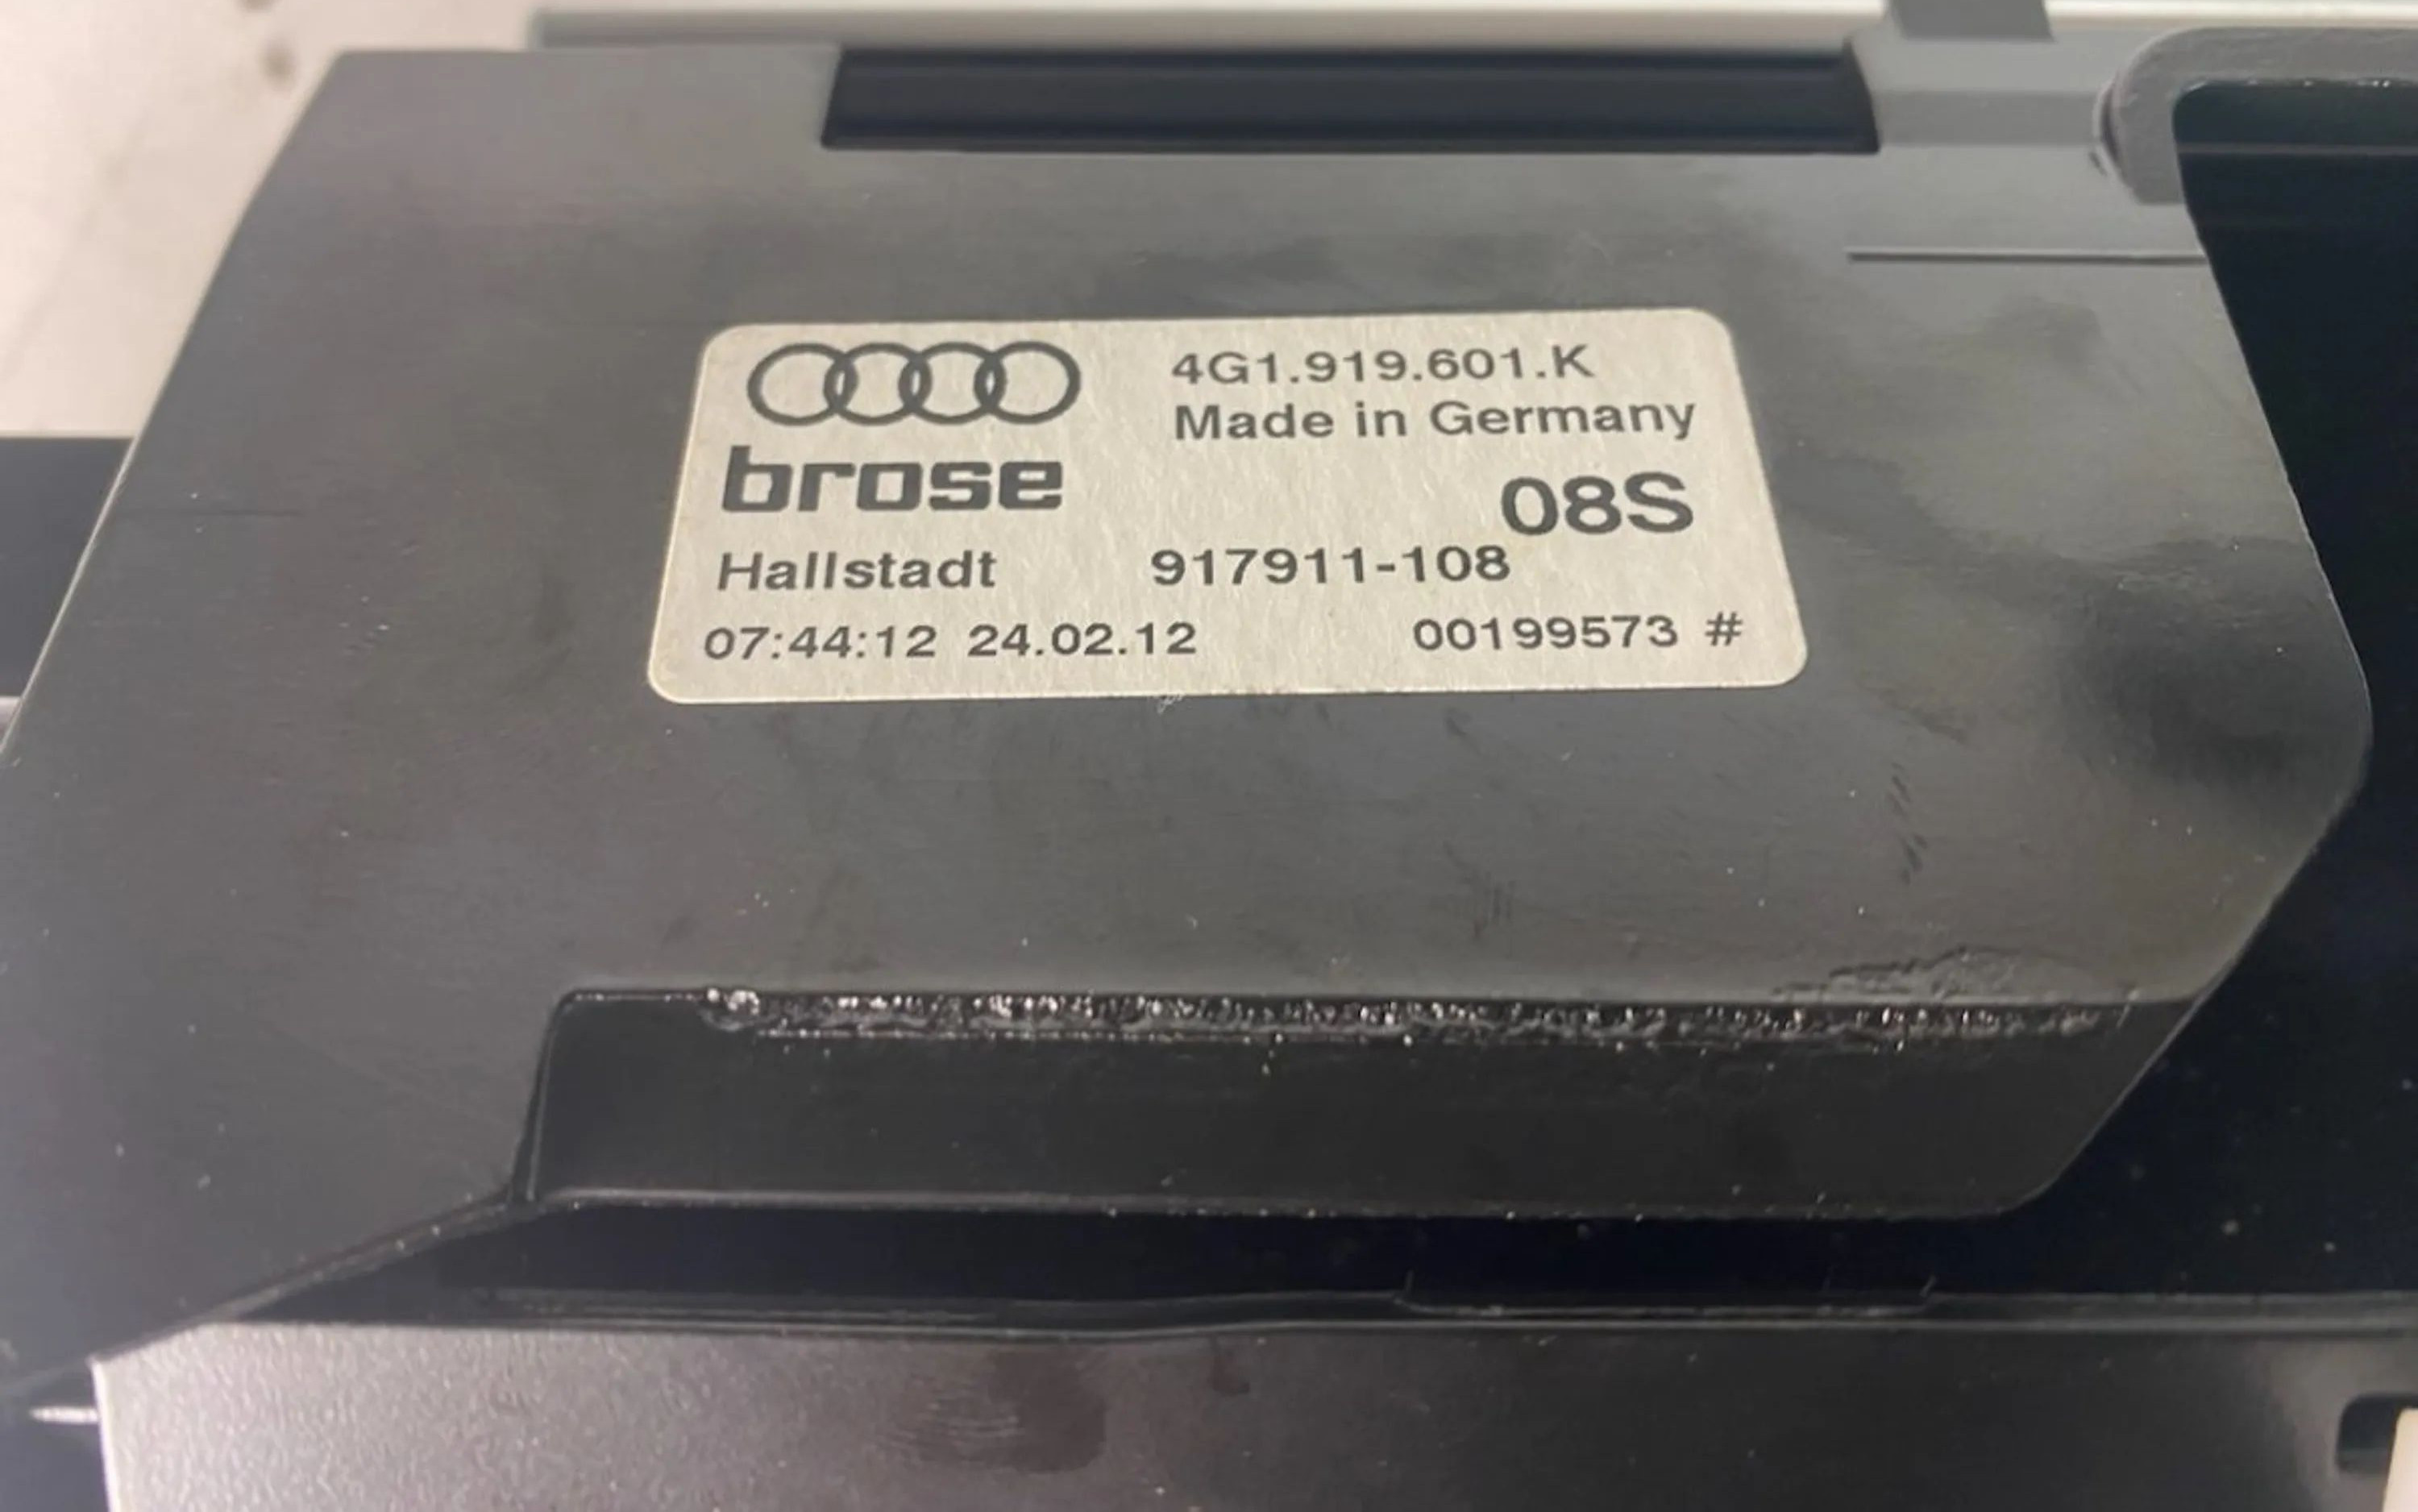 4G1.919.601.K
Made in Germany
brose
08S
Hallstadt 917911-108
07:44:12 24.02.12 00199573 #